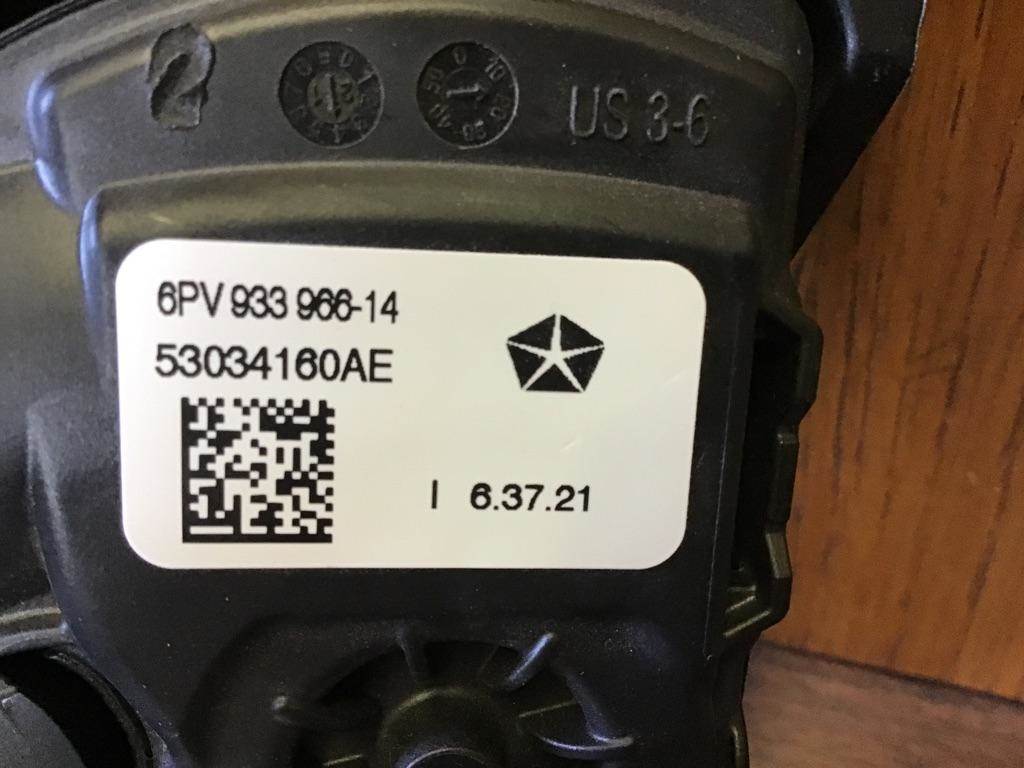 2
US 3-6
6PV 933 966-14
53034160AE
I 6.37.21